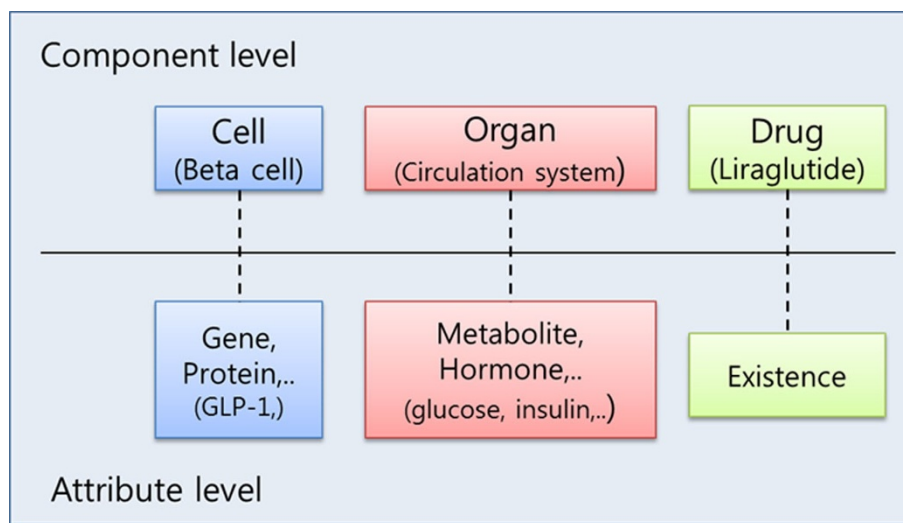 Component level
Cell
(Beta cell)
Organ
(Circulation system)
Drug
(Liraglutide)
Gene,
Protein,..
(GLP-1,)
Metabolite,
Hormone,..
(glucose, insulin,..)
Existence
Attribute level